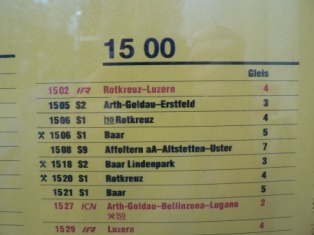 15 00
Gleis
1502 IR Rotkreuz-Luzern 4
1505 S2 Arth-Goldau-Erstfeld 3
1506 S1 Rotkreuz 4
1506 S1 Baar 5
1508 S9 Affoltern aA-Altstetten-Uster 7
1518 S2 Baar Lindenpark 3
1520 S1 Rotkreuz 4
1521 S1 Baar 5
1527 ICN Arth-Goldau-Bellinzona-Lugano 2
1529 IR Luzern 4